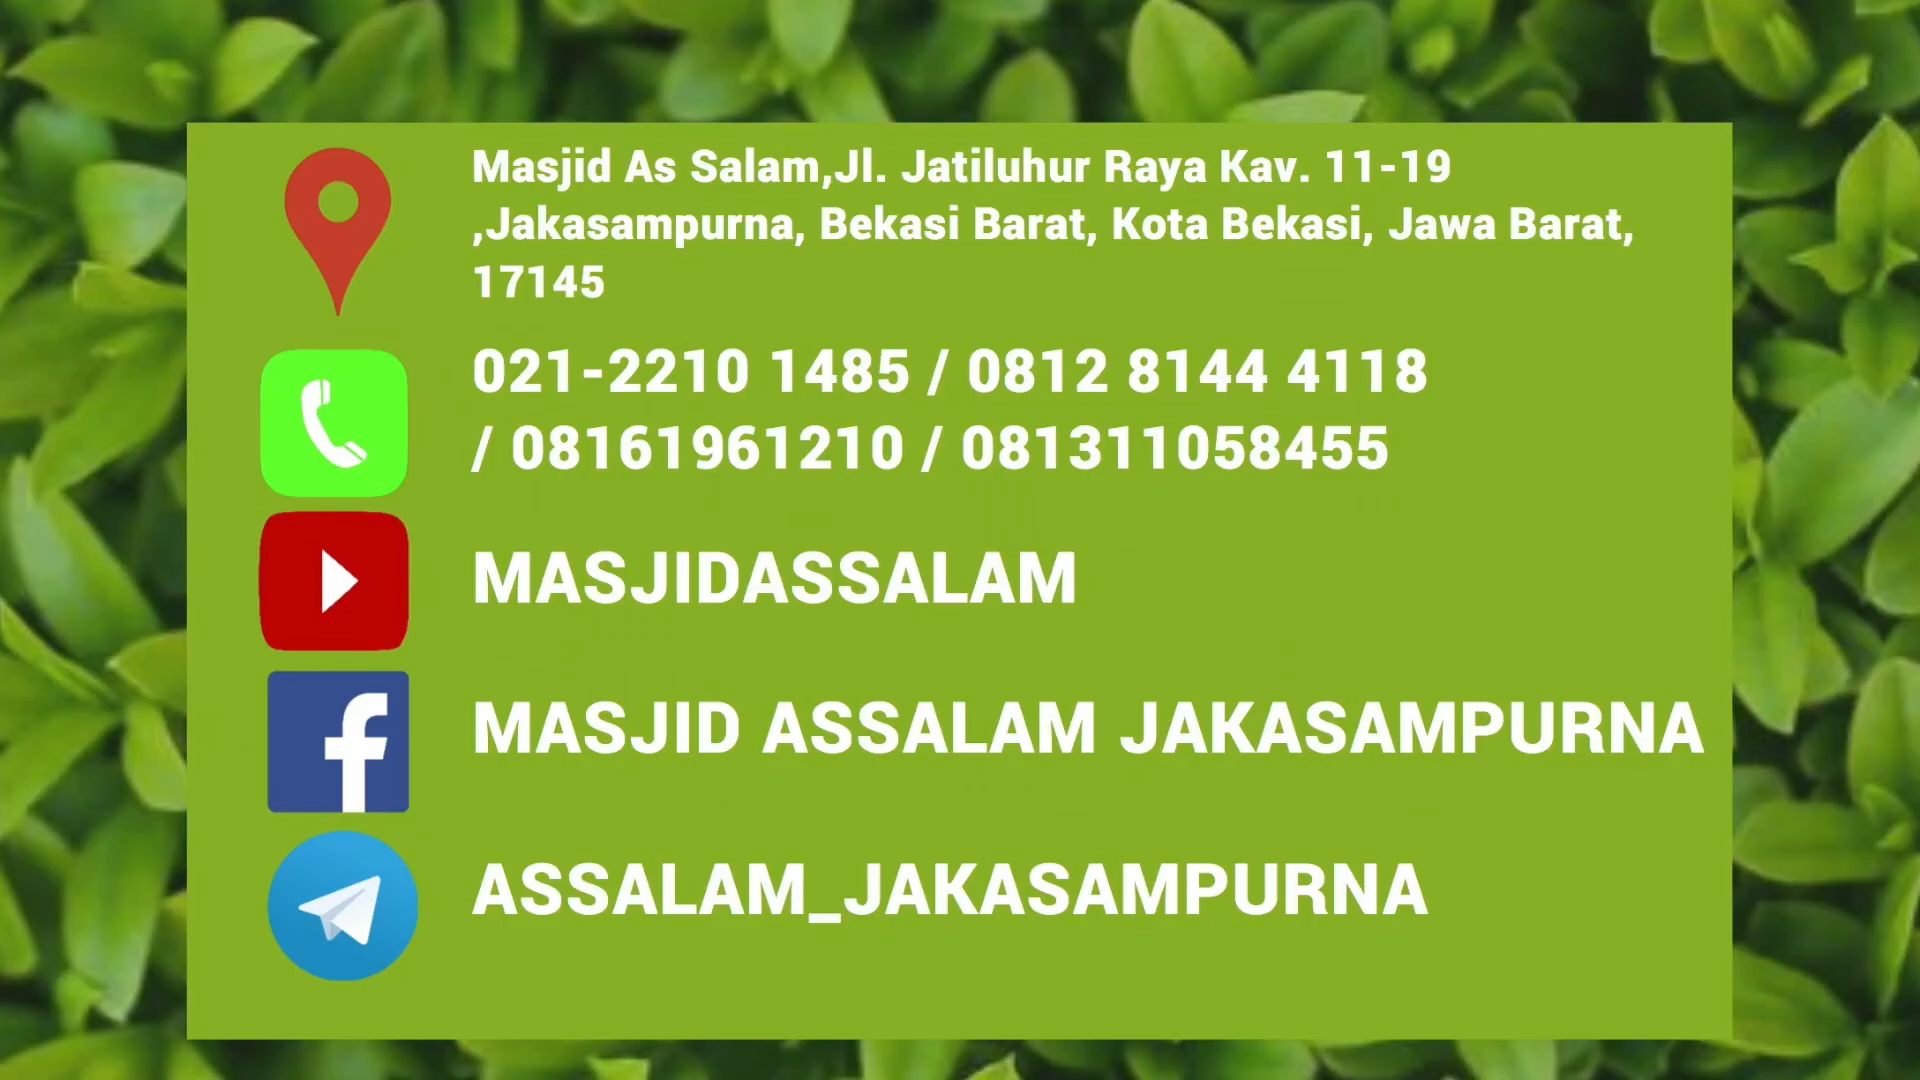 Masjid As Salam,Jl. Jatiluhur Raya Kav. 11-19
,Jakasampurna, Bekasi Barat, Kota Bekasi, Jawa Barat,
17145
021-2210 1485 / 0812 8144 4118
/ 08161961210 / 081311058455
MASJIDASSALAM
MASJID ASSALAM JAKASAMPURNA
ASSALAM_JAKASAMPURNA